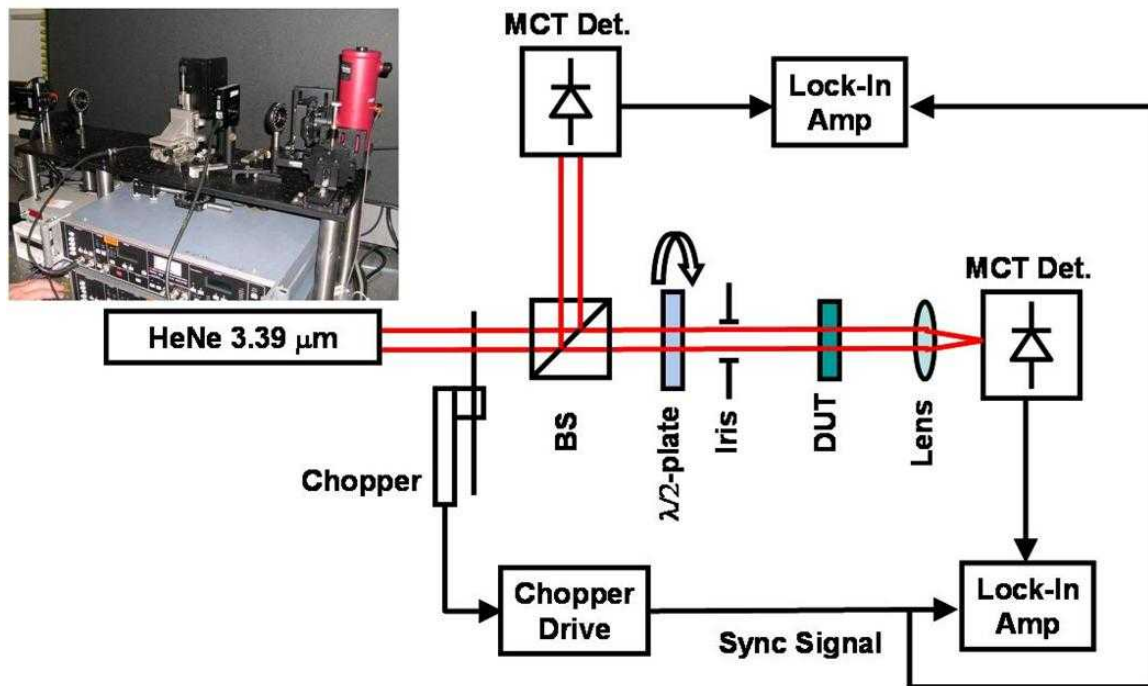 MCT Det.
Lock-In
Amp
MCT Det.
HeNe 3.39 μm
BS
λ/2-plate
Iris
DUT
Lens
Chopper
Chopper
Drive
Sync Signal
Lock-In
Amp